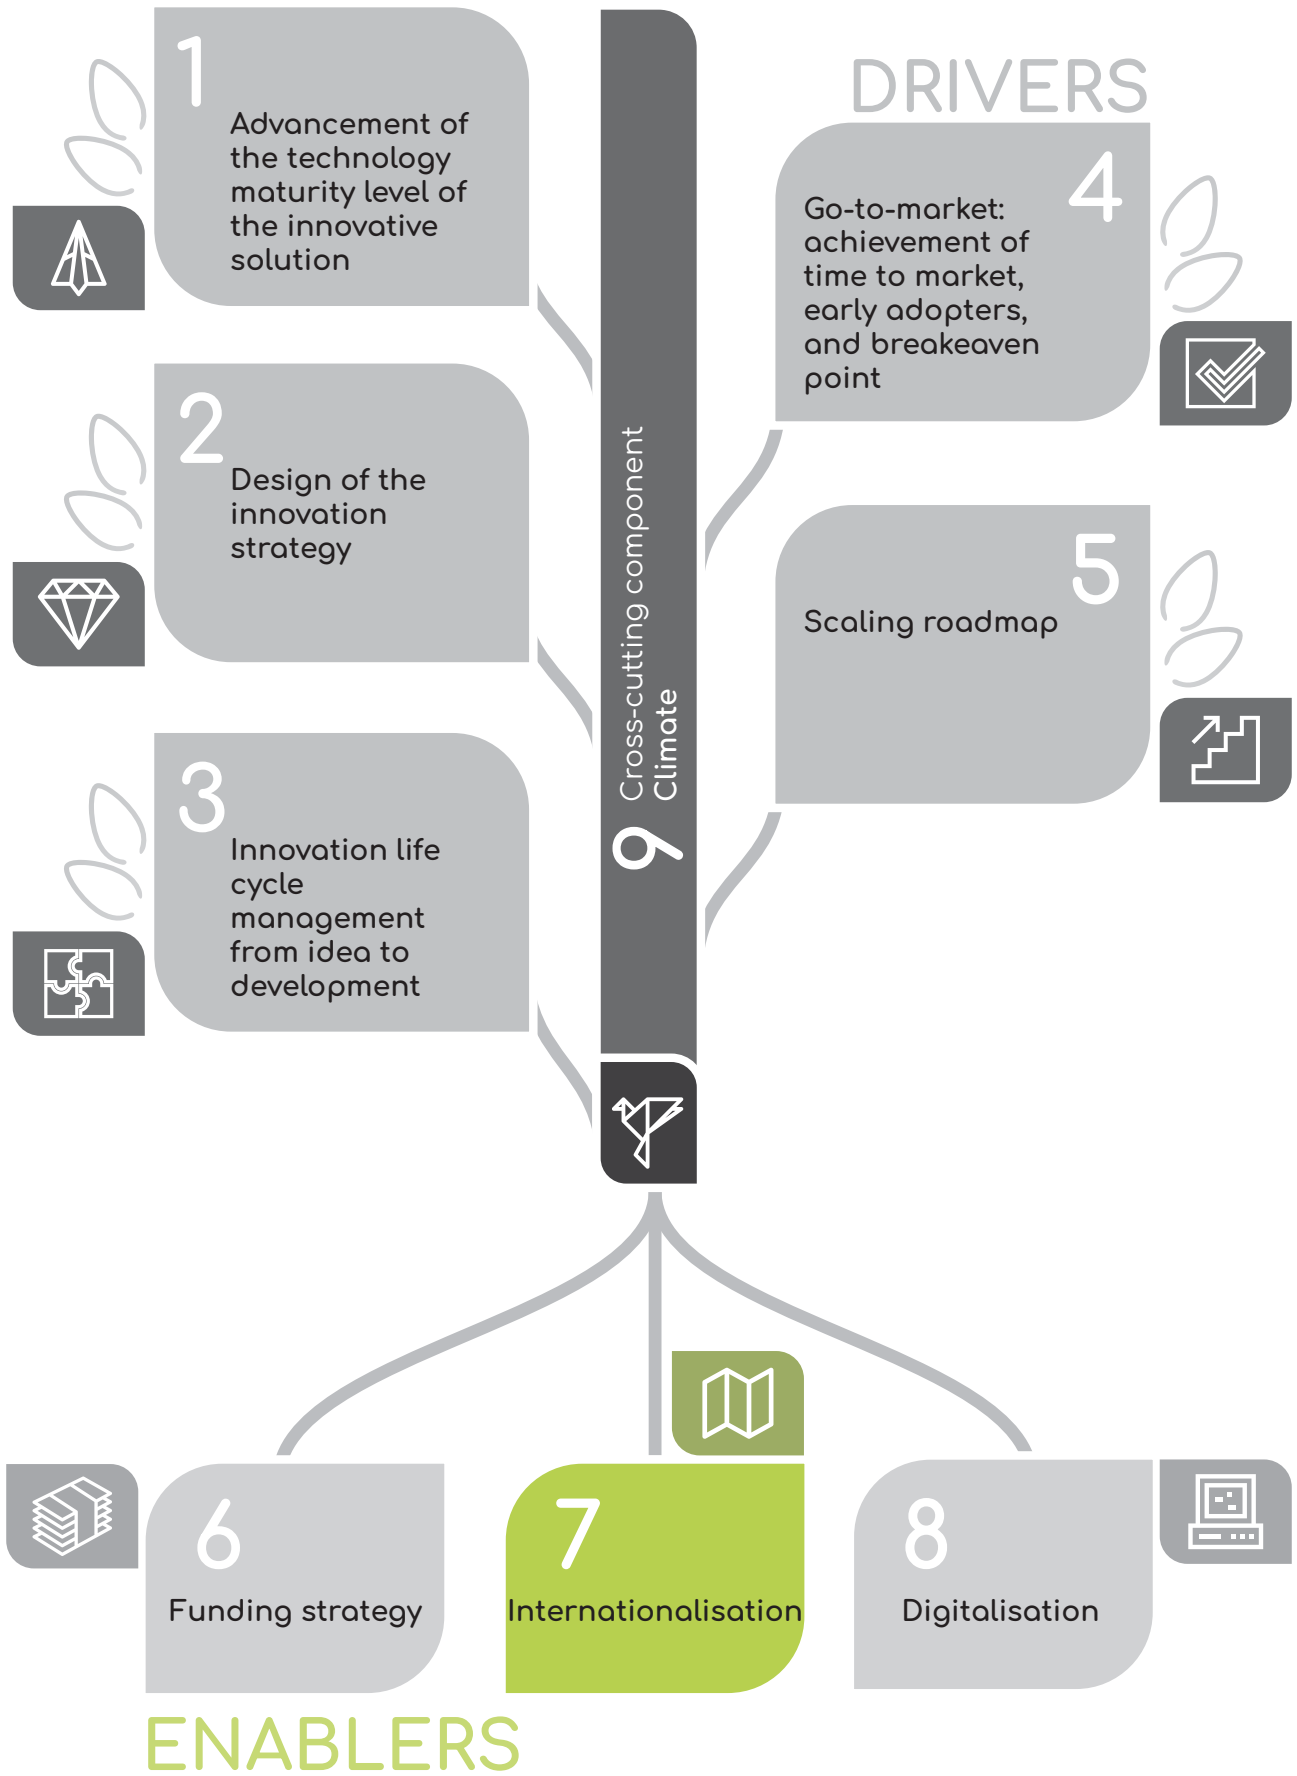 1
Advancement of
the technology
maturity level of
the innovative
solution
2
Design of the
innovation
strategy
3
Innovation life
cycle
management
from idea to
development
9
Cross-cutting component
Climate
DRIVERS
4
Go-to-market:
achievement of
time to market,
early adopters,
and breakeaven
point
5
Scaling roadmap
6
Funding strategy
7
Internationalisation
8
Digitalisation
ENABLERS